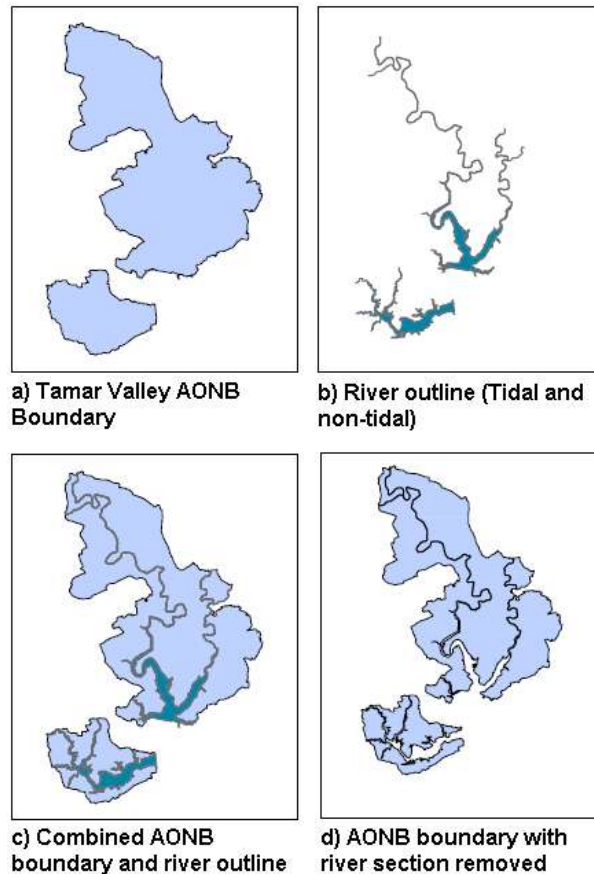 a) Tamar Valley AONB
Boundary
b) River outline (Tidal and
non-tidal)
c) Combined AONB
boundary and river outline
d) AONB boundary with
river section removed